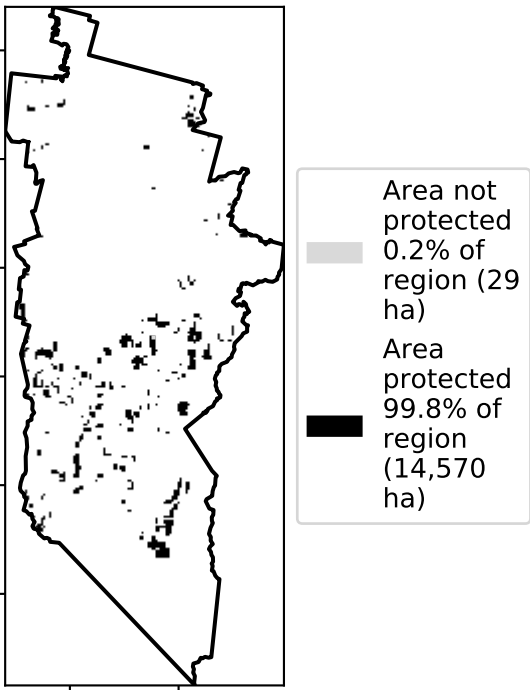 Area not
protected
0.2% of
region (29
ha)
Area
protected
99.8% of
region
(14,570
ha)